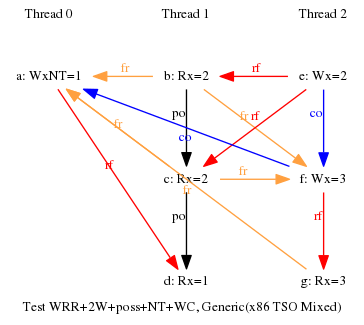 Thread 0 Thread 1 Thread 2
fr rf
a: WxNT=1 b: Rx=2 e: Wx=2
po fr rf co
fr co
rf fr
c: Rx=2 f: Wx=3
fr
po rf
d: Rx=1 g: Rx=3
Test WRR+2W+poss+NT+WC, Generic(x86 TSO Mixed)